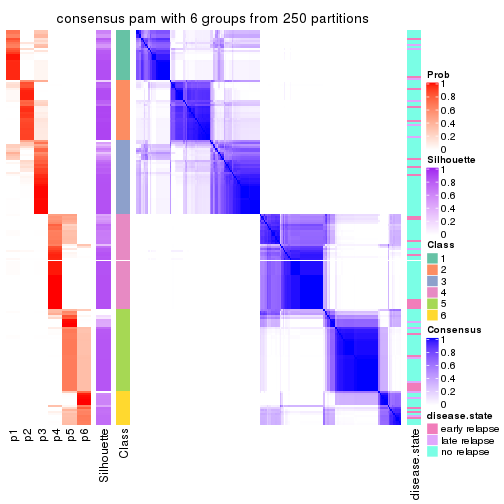 consensus pam with 6 groups from 250 partitions
Prob
1
0.8
0.6
0.4
0.2
0
Silhouette
1
0.8
0.6
0.4
0.2
0
Class
1
2
3
4
5
6
Consensus
1
0.8
0.6
0.4
0.2
0
disease.state
early relapse
late relapse
no relapse
p1
p2
p3
p4
p5
p6
Silhouette
Class
disease.state